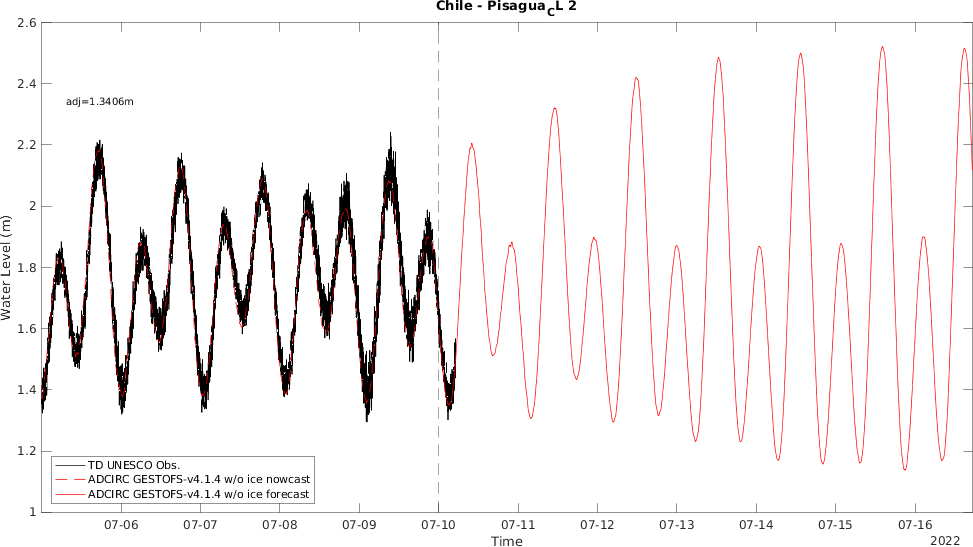 Chile - PisaguaCL 2
2.6
2.4
2.2
2
1.8
1.6
1.4
1.2
1
Water Level (m)
adj=1.3406m
TD UNESCO Obs.
ADCIRC GESTOFS-v4.1.4 w/o ice nowcast
ADCIRC GESTOFS-v4.1.4 w/o ice forecast
07-06 07-07 07-08 07-09 07-10 07-11 07-12 07-13 07-14 07-15 07-16
Time
2022